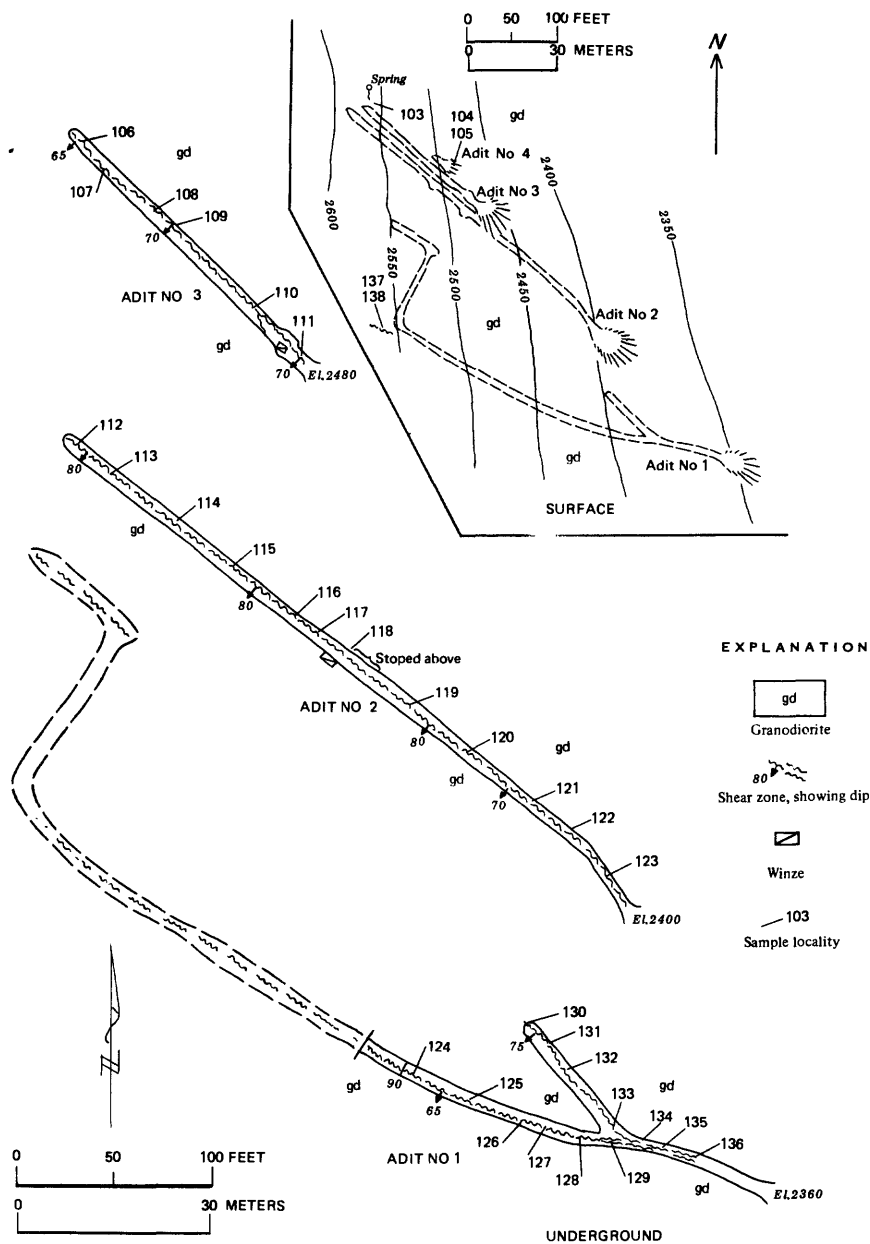 0 50 100 FEET
0 30 METERS
N
Spring
103
104
105
gd
Adit No 4
Adit No 3
2600
2550
2500
2450
2400
2350
137
138
gd
Adit No 2
gd
Adit No 1
SURFACE
106
gd
65
107
108
109
70
ADIT NO 3
110
gd
111
70
El.2480
112
80
113
gd
114
115
80
116
117
118
Stoped above
ADIT NO 2
119
80
120
gd
gd
70
121
122
123
El.2400
EXPLANATION
gd
Granodiorite
80
Shear zone, showing dip
Winze
103
Sample locality
N
130
75
131
132
gd
124
90
gd
65
125
gd
133
134
135
136
126
127
128
129
ADIT NO 1
gd
El.2360
0 50 100 FEET
0 30 METERS
UNDERGROUND